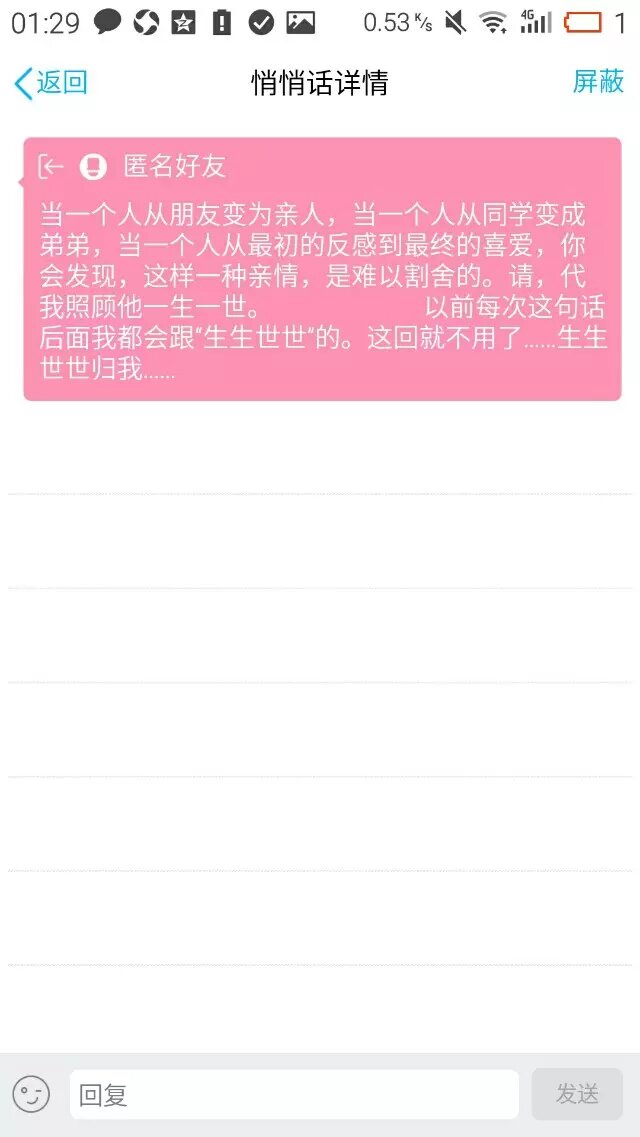 01:29 0.53 K/s 4G 1
返回 悄悄话详情 屏蔽
匿名好友
当一个人从朋友变为亲人，当一个人从同学变成
弟弟，当一个人从最初的反感到最终的喜爱，你
会发现，这样一种亲情，是难以割舍的。请，代
我照顾他一生一世。 以前每次这句话
后面我都会跟“生生世世“的。这回就不用了……生生
世世归我……
回复 发送